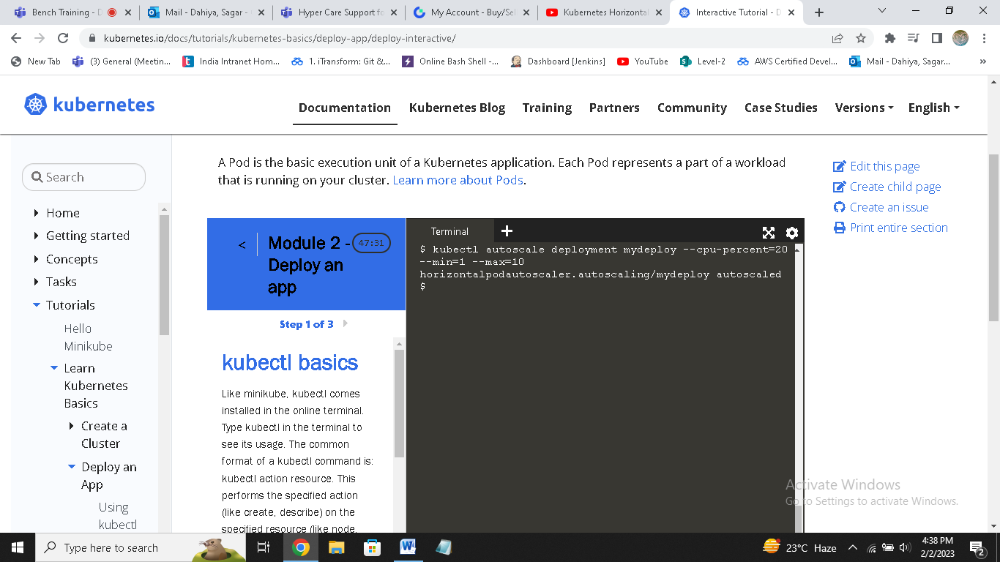 Bench Training - D
Mail - Dahiya, Sagar -
Hyper Care Support fo
My Account - Buy/Sel
Kubernetes Horizontal
Interactive Tutorial - D
kubernetes.io/docs/tutorials/kubernetes-basics/deploy-app/deploy-interactive/
New Tab
(3) General (Meetin...
India Intranet Hom...
1. iTransform: Git &...
Online Bash Shell -...
Dashboard [Jenkins]
YouTube
Level-2
AWS Certified Devel...
Mail - Dahiya, Sagar...
»
kubernetes
Documentation
Kubernetes Blog
Training
Partners
Community
Case Studies
Versions
English
Search
Home
Getting started
Concepts
Tasks
Tutorials
Hello
Minikube
Learn
Kubernetes
Basics
Create a
Cluster
Deploy an
App
Using
kubectl
A Pod is the basic execution unit of a Kubernetes application. Each Pod represents a part of a workload
that is running on your cluster. Learn more about Pods.
<
Module 2 -
Deploy an
app
47:31
Step 1 of 3
kubectl basics
Like minikube, kubectl comes
installed in the online terminal.
Type kubectl in the terminal to
see its usage. The common
format of a kubectl command is:
kubectl action resource. This
performs the specified action
(like create, describe) on the
specified resource (like node,
Terminal
+
$ kubectl autoscale deployment mydeploy --cpu-percent=20
--min=1 --max=10
horizontalpodautoscaler.autoscaling/mydeploy autoscaled
$
Edit this page
Create child page
Create an issue
Print entire section
Activate Windows
Go to Settings to activate Windows.
Type here to search
23°C Haze
4:38 PM
2/2/2023
2